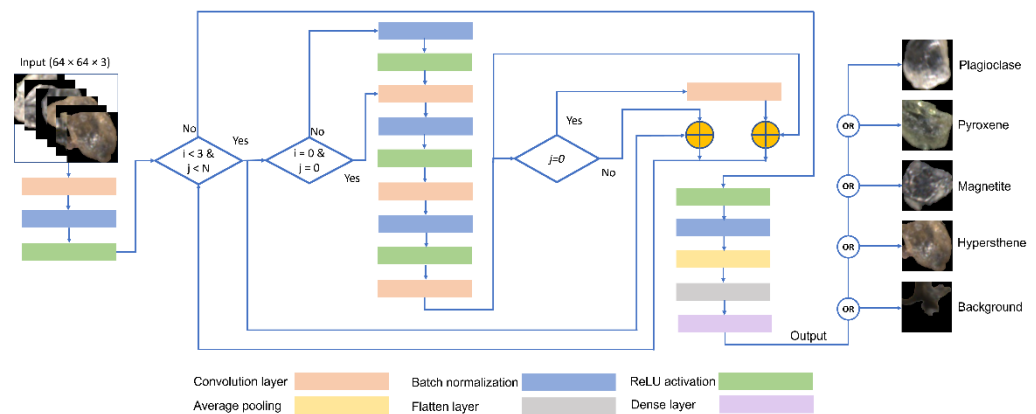 Input (64 × 64 × 3)
No
i < 3 &
j < N
Yes
No
i = 0 &
j = 0
Yes
Yes
j=0
No
Output
OR
OR
OR
OR
OR
Plagioclase
Pyroxene
Magnetite
Hypersthene
Background
Convolution layer
Batch normalization
ReLU activation
Average pooling
Flatten layer
Dense layer